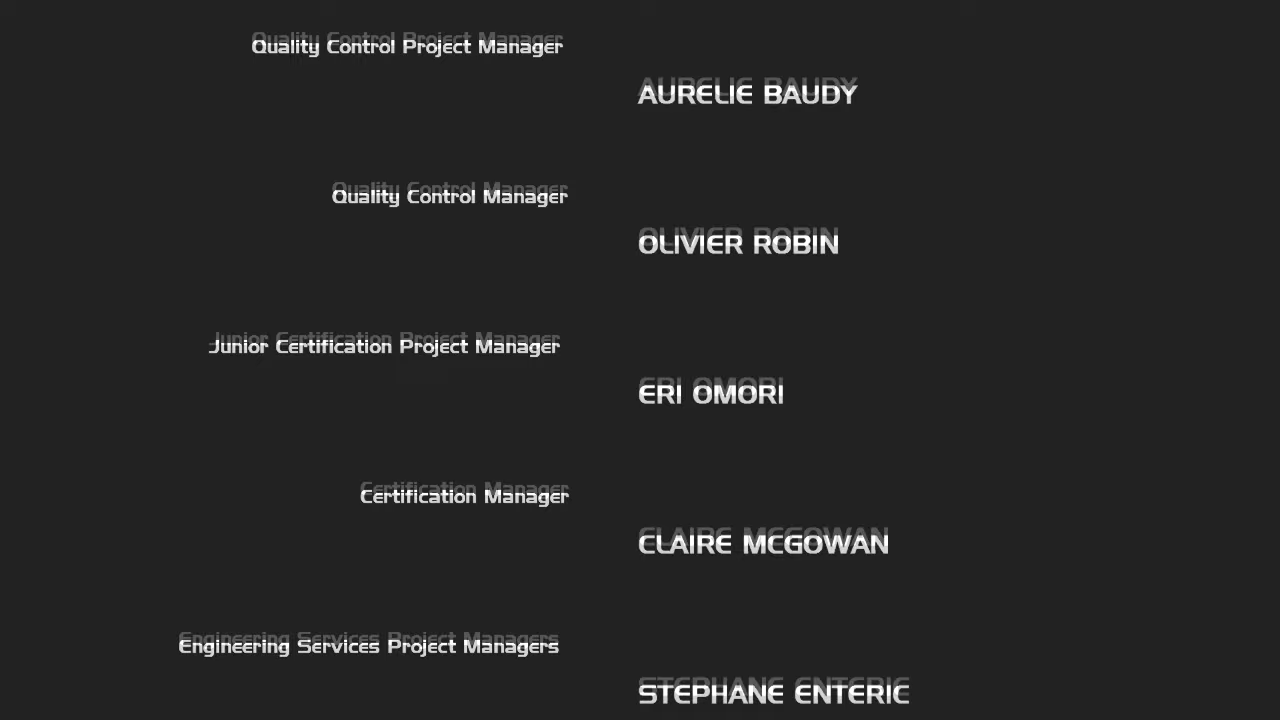 Quality Control Project Manager
AURELIE BAUDY
Quality Control Manager
OLIVIER ROBIN
Junior Certification Project Manager
ERI OMORI
Certification Manager
CLAIRE MCGOWAN
Engineering Services Project Managers
STEPHANE ENTERIC